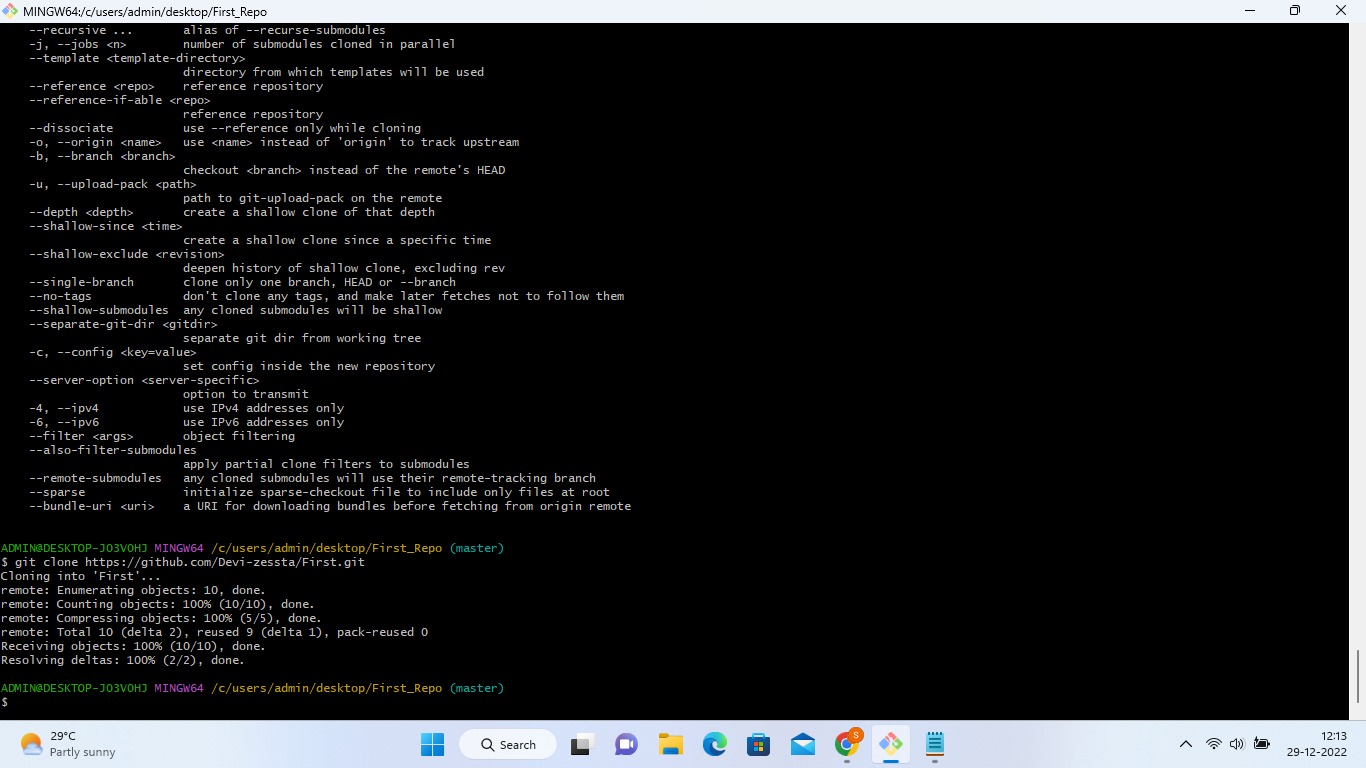 MINGW64:/c/users/admin/desktop/First_Repo
--recursive ... alias of --recurse-submodules
-j, --jobs <n> number of submodules cloned in parallel
--template <template-directory>
directory from which templates will be used
--reference <repo> reference repository
--reference-if-able <repo>
reference repository
--dissociate use --reference only while cloning
-o, --origin <name> use <name> instead of 'origin' to track upstream
-b, --branch <branch>
checkout <branch> instead of the remote's HEAD
-u, --upload-pack <path>
path to git-upload-pack on the remote
--depth <depth> create a shallow clone of that depth
--shallow-since <time>
create a shallow clone since a specific time
--shallow-exclude <revision>
deepen history of shallow clone, excluding rev
--single-branch clone only one branch, HEAD or --branch
--no-tags don't clone any tags, and make later fetches not to follow them
--shallow-submodules any cloned submodules will be shallow
--separate-git-dir <gitdir>
separate git dir from working tree
-c, --config <key=value>
set config inside the new repository
--server-option <server-specific>
option to transmit
-4, --ipv4 use IPv4 addresses only
-6, --ipv6 use IPv6 addresses only
--filter <args> object filtering
--also-filter-submodules
apply partial clone filters to submodules
--remote-submodules any cloned submodules will use their remote-tracking branch
--sparse initialize sparse-checkout file to include only files at root
--bundle-uri <uri> a URI for downloading bundles before fetching from origin remote
ADMIN@DESKTOP-JO3VOHJ MINGW64 /c/users/admin/desktop/First_Repo (master)
$ git clone https://github.com/Devi-zessta/First.git
Cloning into 'First'...
remote: Enumerating objects: 10, done.
remote: Counting objects: 100% (10/10), done.
remote: Compressing objects: 100% (5/5), done.
remote: Total 10 (delta 2), reused 9 (delta 1), pack-reused 0
Receiving objects: 100% (10/10), done.
Resolving deltas: 100% (2/2), done.
ADMIN@DESKTOP-JO3VOHJ MINGW64 /c/users/admin/desktop/First_Repo (master)
$
29°C
Partly sunny
Search
S
12:13
29-12-2022